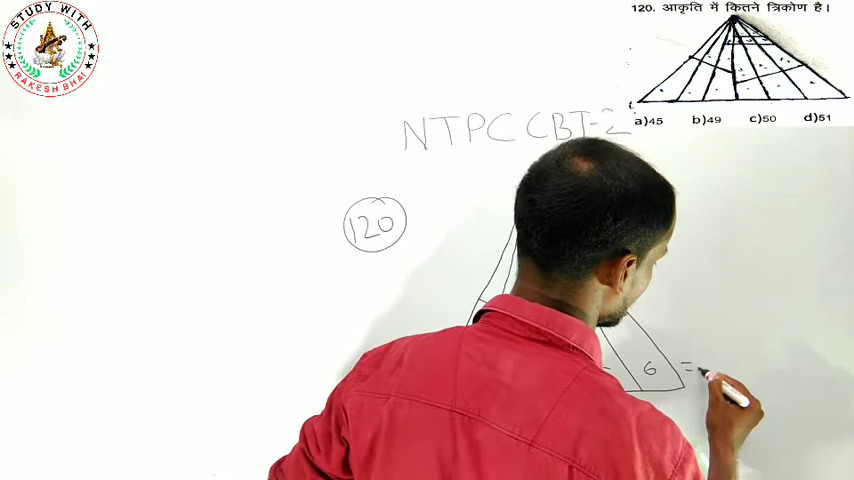 STUDY WITH
RAKESH BHAI
120. आकृति में कितने त्रिकोण है।
a)45 b)49 c)50 d)51
NTPC CBT-2
120
6 =